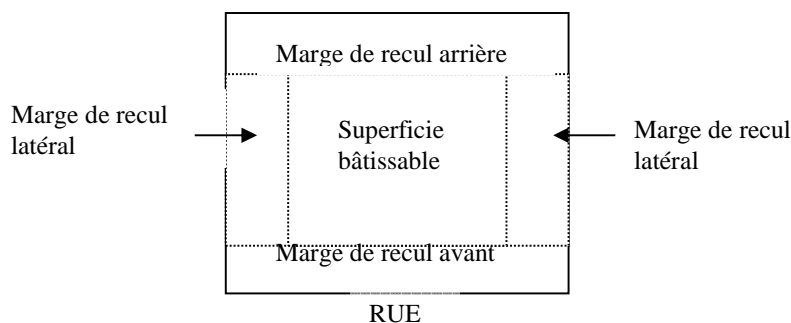 Marge de recul arrière
Marge de recul
latéral
Superficie
bâtissable
Marge de recul
latéral
Marge de recul avant
RUE